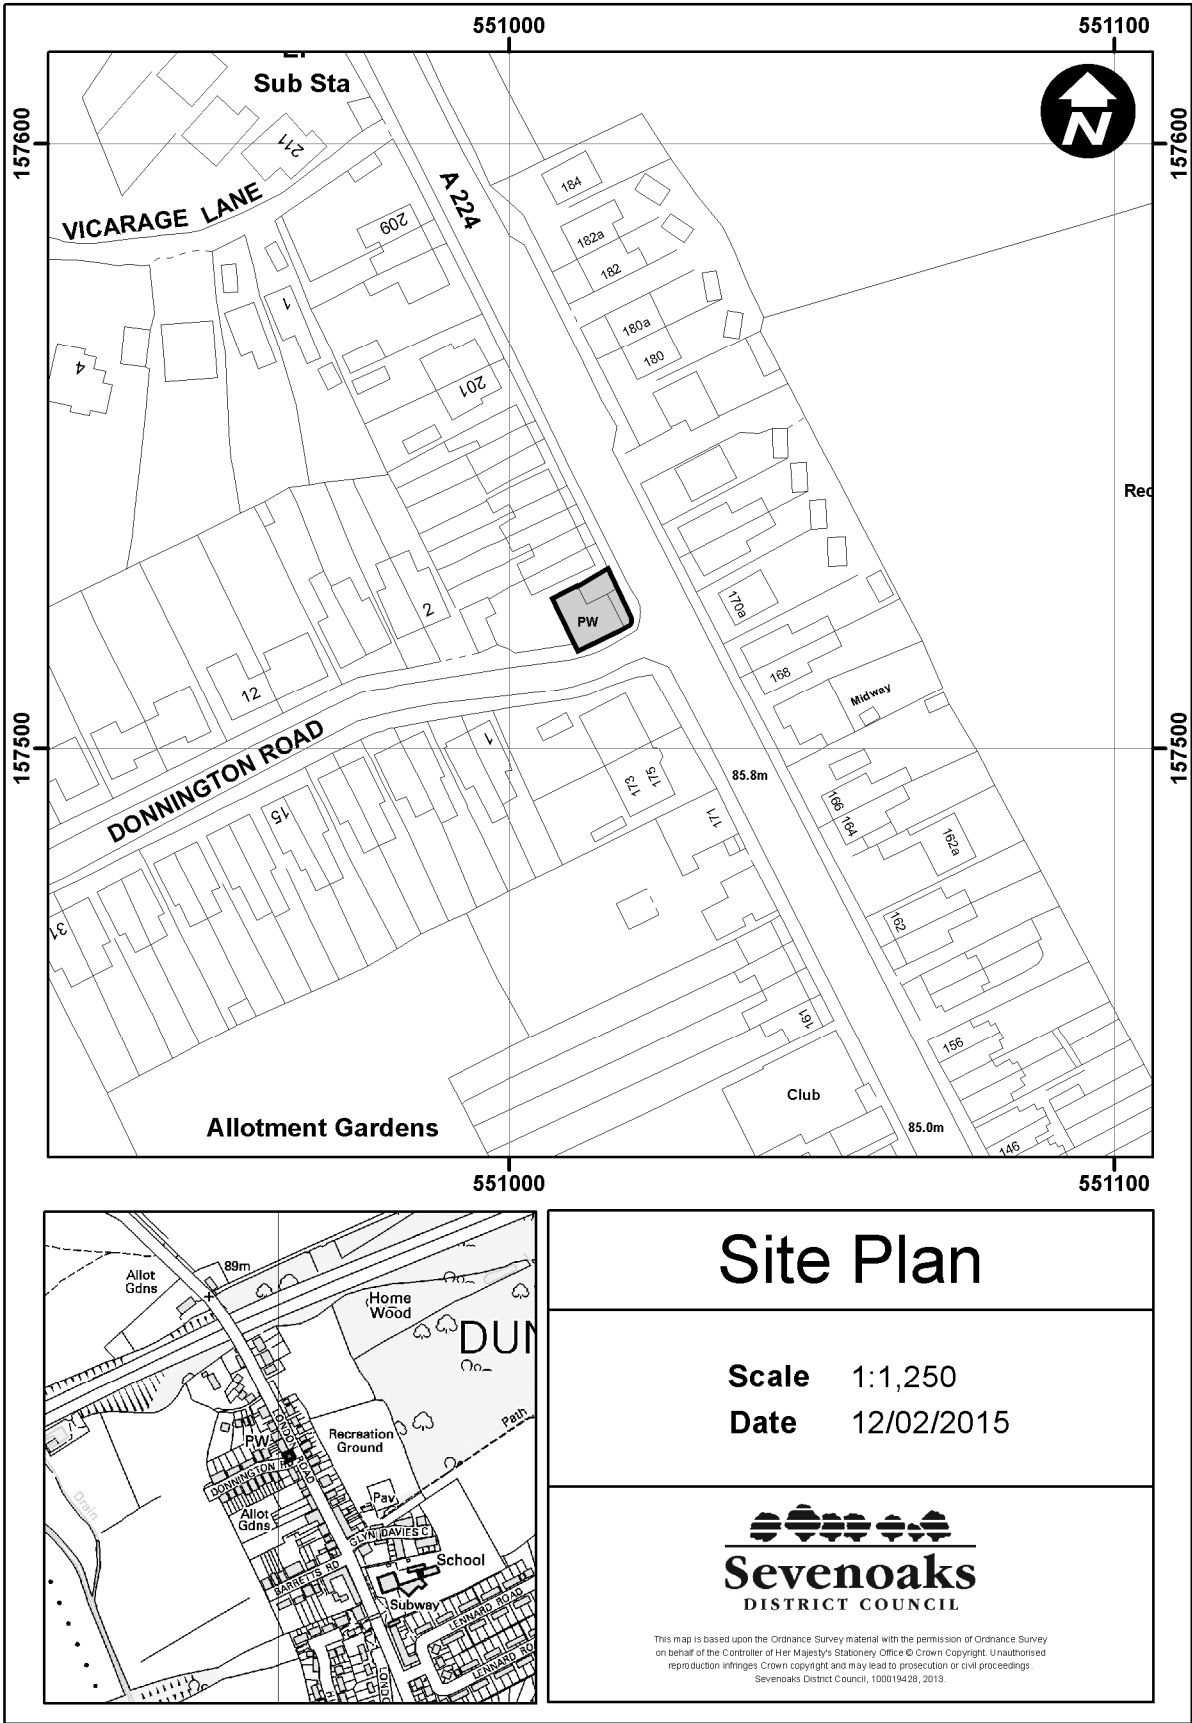 551000
551100
157600
157600
Sub Sta
211
VICARAGE LANE
A 224
209
184
182a
182
180a
180
1
4
201
Rec
2
PW
170a
168
Midway
12
157500
157500
DONNINGTON ROAD
1
15
173
175
171
85.8m
166
164
162a
162
31
161
156
Club
146
85.0m
Allotment Gardens
551000
551100
Allot
Gdns
89m
Home
Wood
DUN
PW
LONDON ROAD
Recreation
Ground
Path
DONNINGTON RD
Pav
Allot
Gdns
GLYN DAVIES C
Drain
School
BARRETTS RD
Subway
LENNARD ROAD
LENNARD RO
LONDO
Site Plan
Scale 1:1,250
Date 12/02/2015
Sevenoaks
DISTRICT COUNCIL
This map is based upon the Ordnance Survey material with the permission of Ordnance Survey
on behalf of the Controller of Her Majesty's Stationery Office © Crown Copyright. Unauthorised
reproduction infringes Crown copyright and may lead to prosecution or civil proceedings.
Sevenoaks District Council, 100019428, 2013.
N